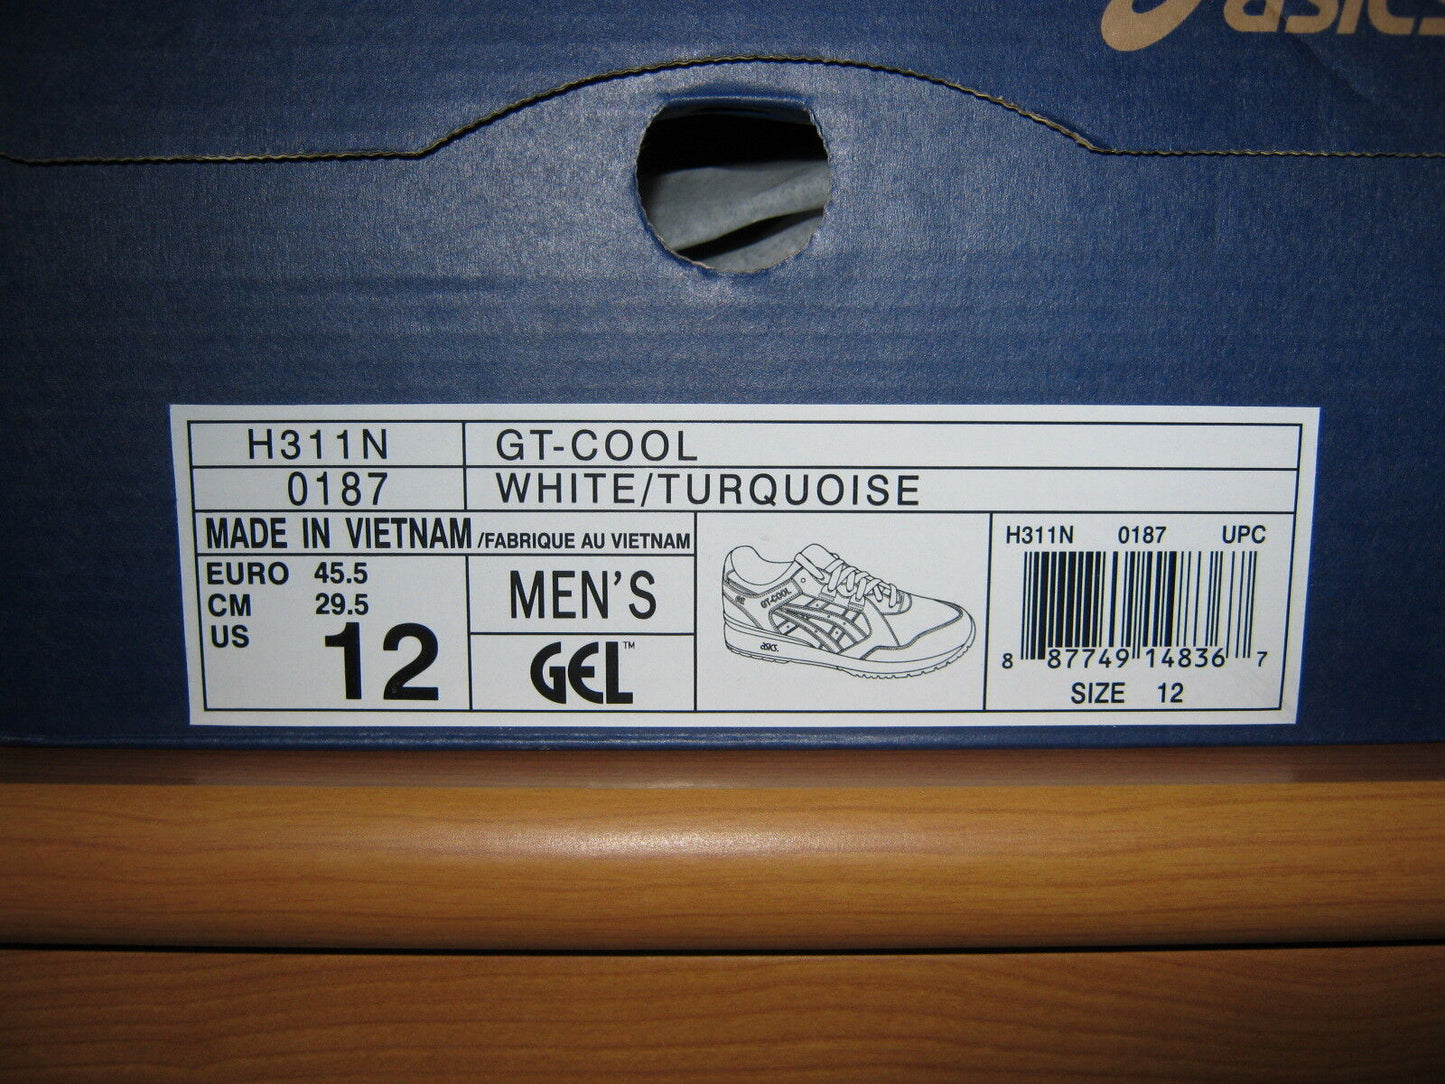 asics
H311N GT-COOL
0187 WHITE/TURQUOISE
MADE IN VIETNAM /FABRIQUE AU VIETNAM
EURO 45.5
CM 29.5
US 12
MEN'S
GEL™
GT-COOL
asics
H311N 0187 UPC
8 87749 14836 7
SIZE 12